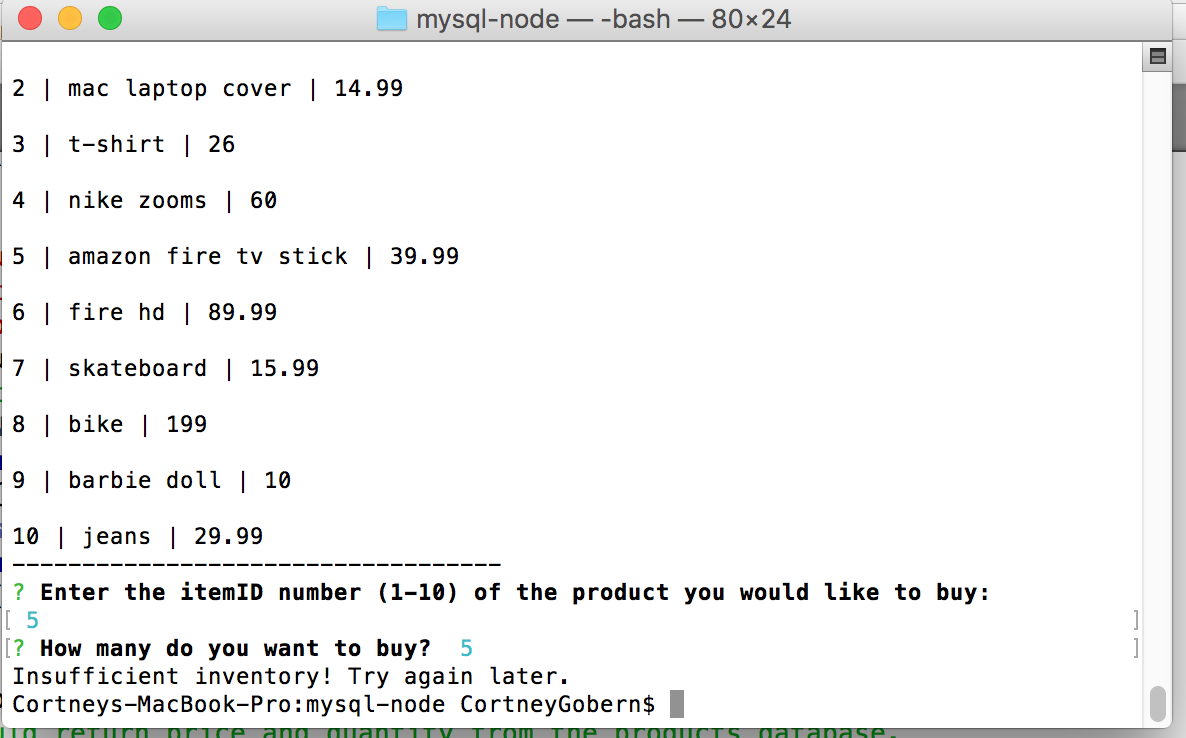 mysql-node — -bash — 80×24
2 | mac laptop cover | 14.99
3 | t-shirt | 26
4 | nike zooms | 60
5 | amazon fire tv stick | 39.99
6 | fire hd | 89.99
7 | skateboard | 15.99
8 | bike | 199
9 | barbie doll | 10
10 | jeans | 29.99
-----------------------------------
? Enter the itemID number (1-10) of the product you would like to buy:
[ 5 ]
[? How many do you want to buy? 5 ]
Insufficient inventory! Try again later.
Cortneys-MacBook-Pro:mysql-node CortneyGobern$
return price and quantity from the products database.